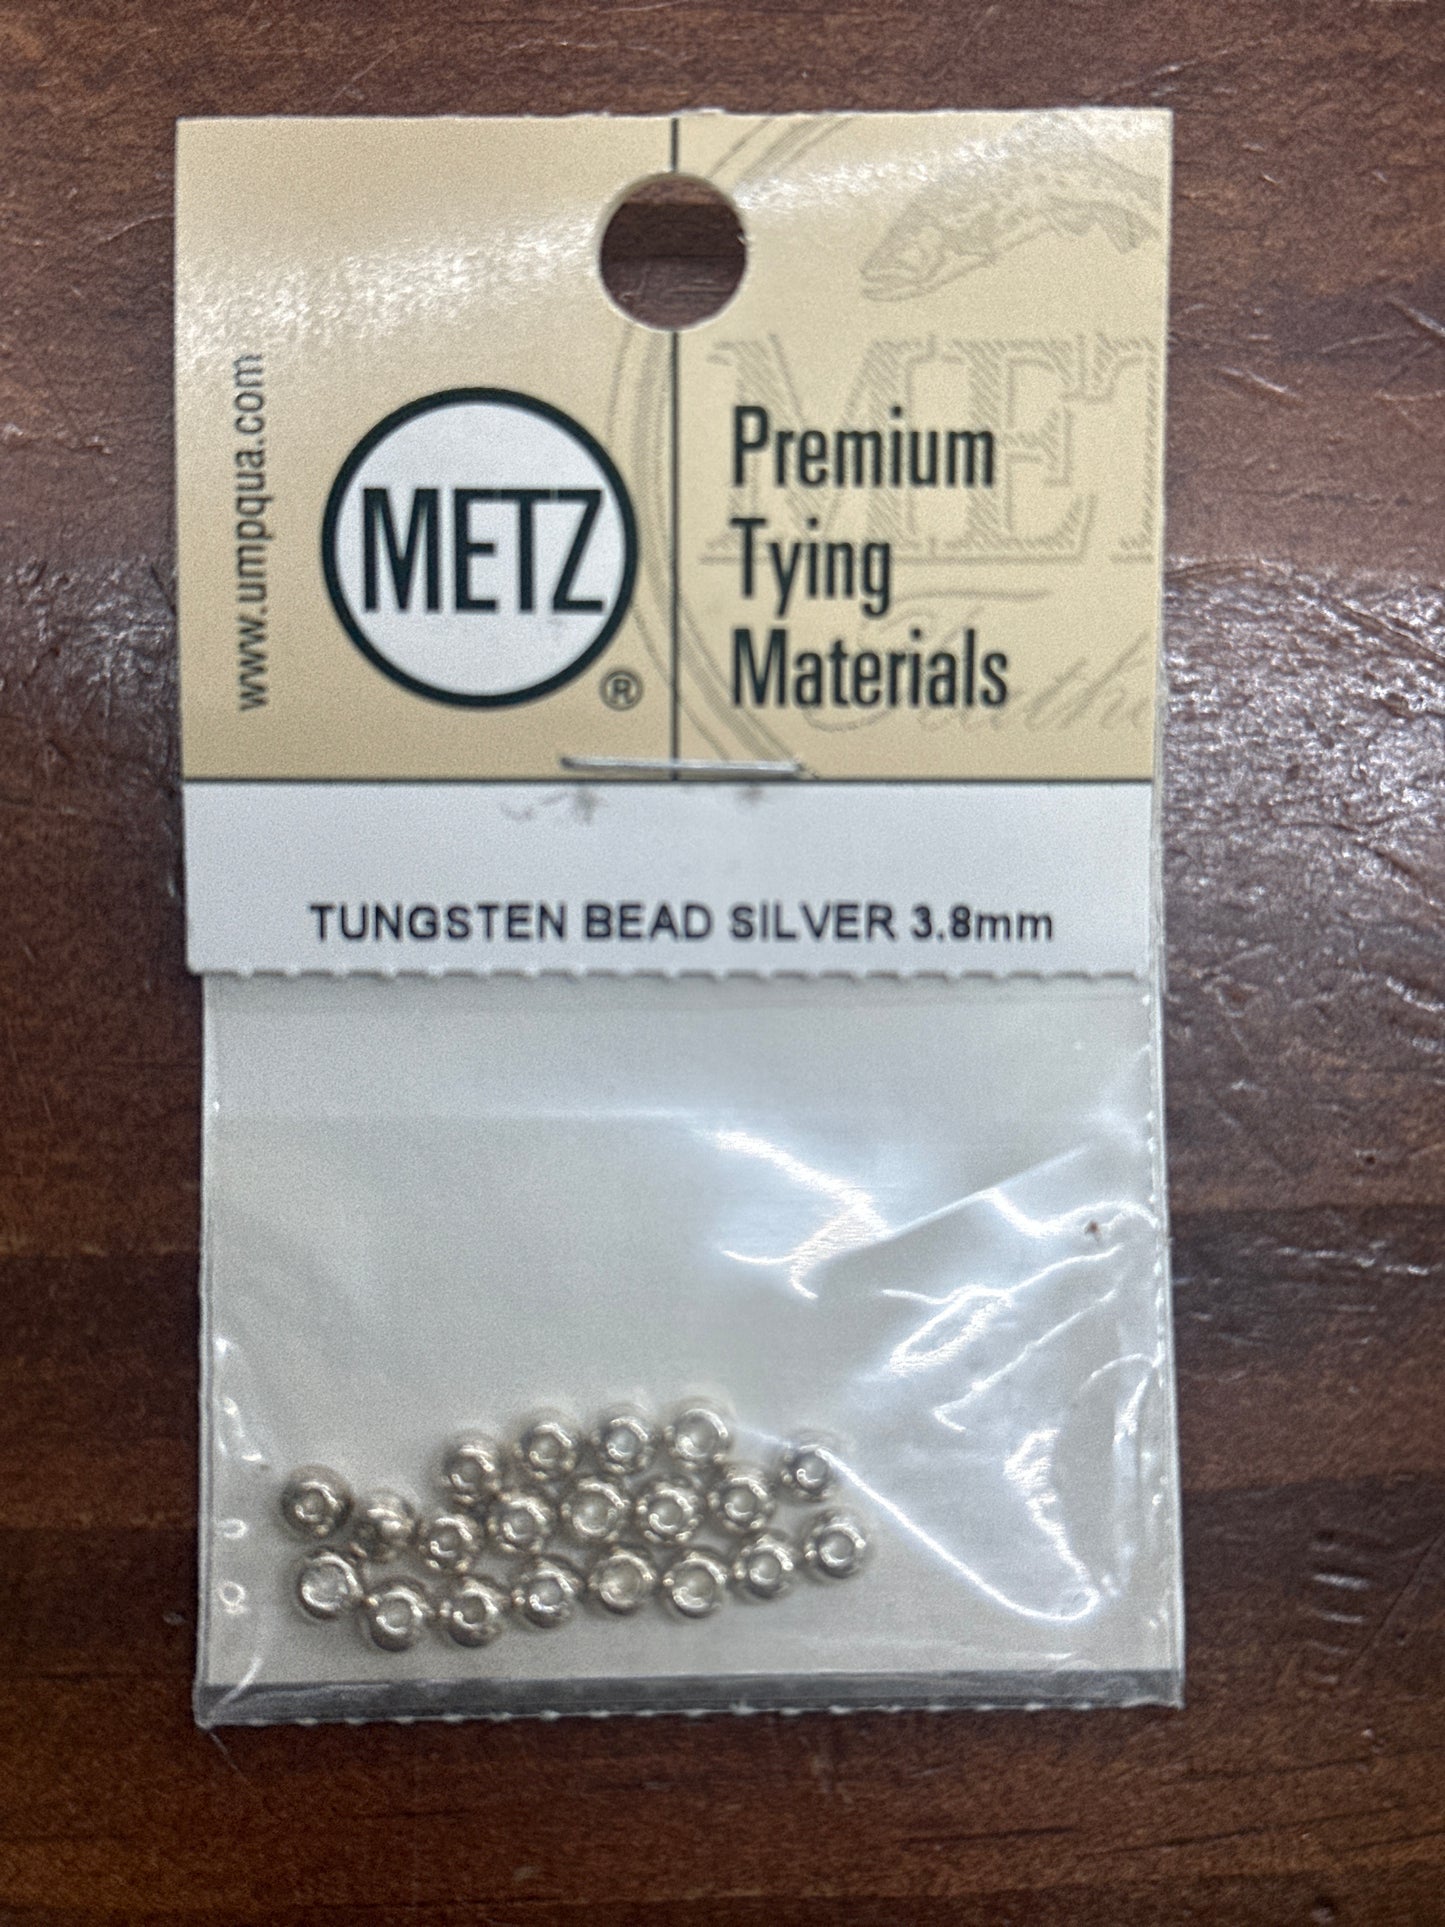 www.umpqua.com
METZ
®
Premium
Tying
Materials
TUNGSTEN BEAD SILVER 3.8mm